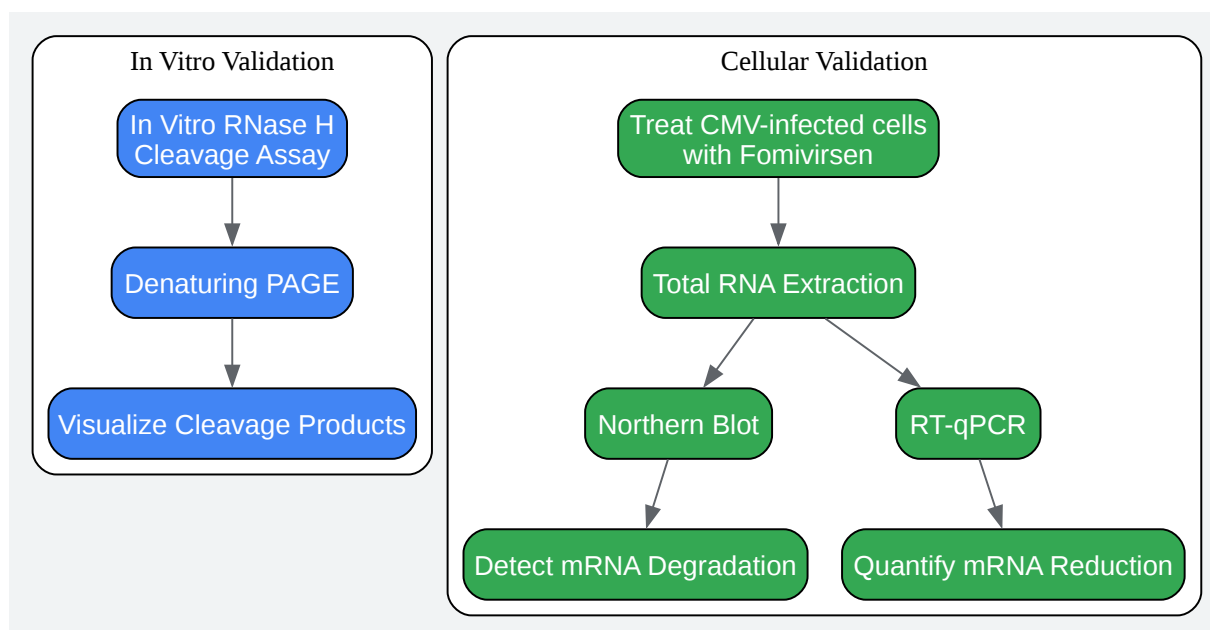 In Vitro Validation
In Vitro RNase H
Cleavage Assay
Denaturing PAGE
Visualize Cleavage Products
Cellular Validation
Treat CMV-infected cells
with Fomivirsen
Total RNA Extraction
Northern Blot
RT-qPCR
Detect mRNA Degradation
Quantify mRNA Reduction